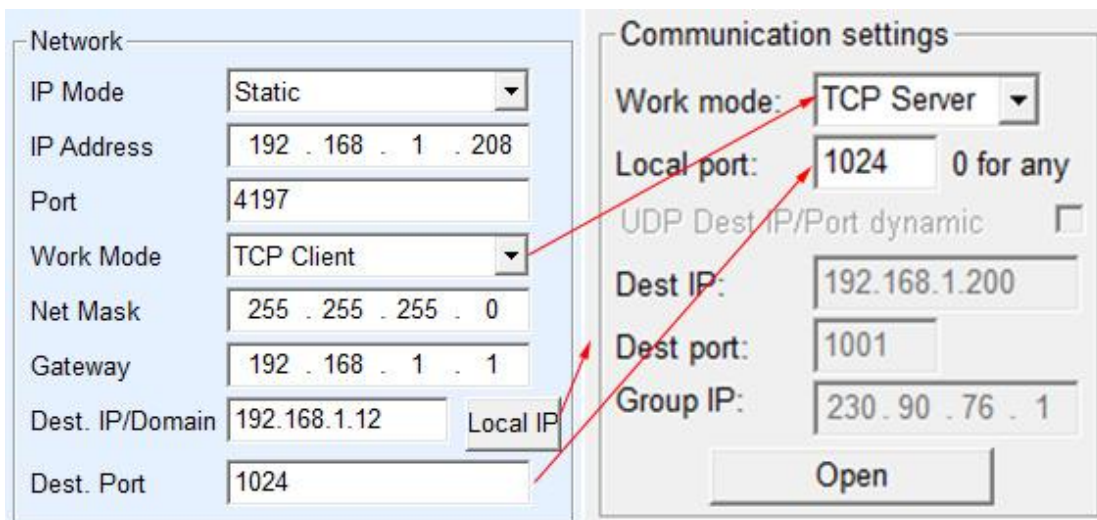 Network
IP Mode Static
IP Address 192 . 168 . 1 . 208
Port 4197
Work Mode TCP Client
Net Mask 255 . 255 . 255 . 0
Gateway 192 . 168 . 1 . 1
Dest. IP/Domain 192.168.1.12 Local IP
Dest. Port 1024
Communication settings
Work mode: TCP Server
Local port: 1024 0 for any
UDP Dest IP/Port dynamic
Dest IP: 192.168.1.200
Dest port: 1001
Group IP: 230 . 90 . 76 . 1
Open